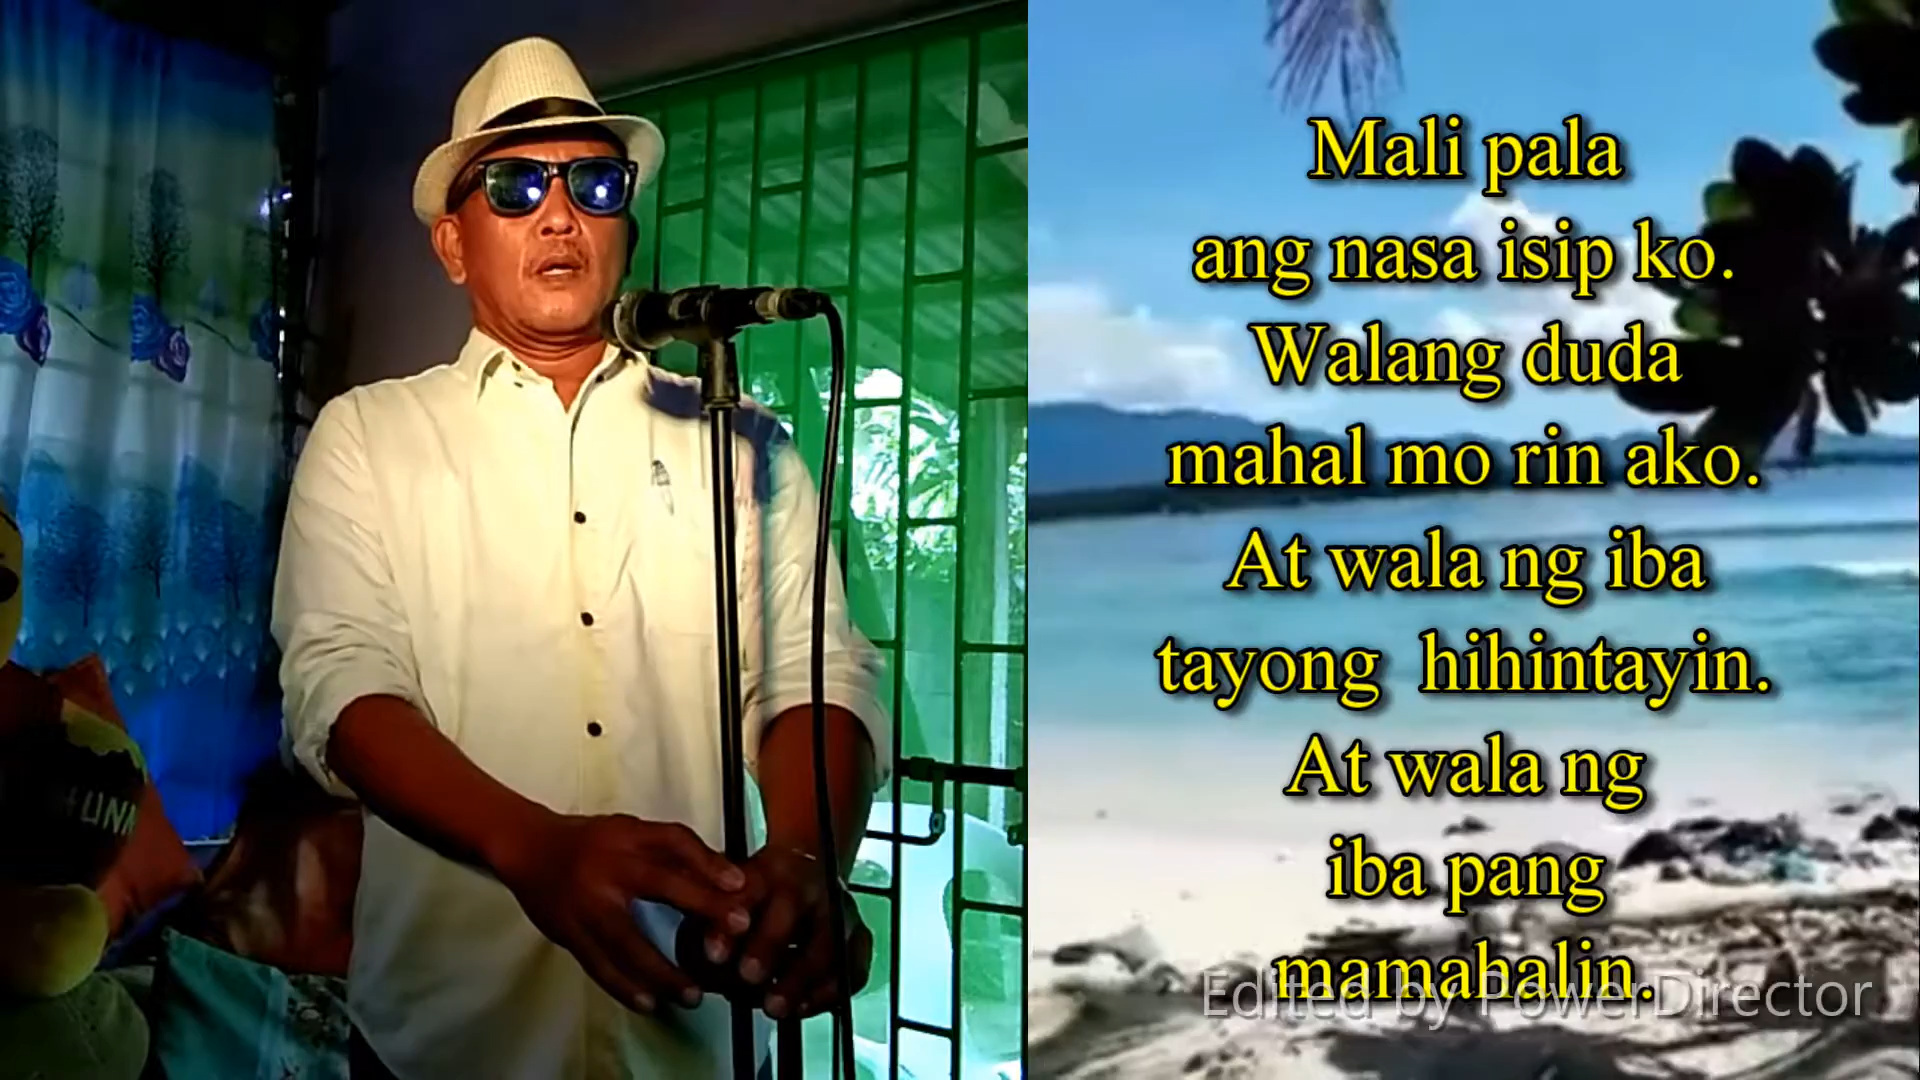 Mali pala
ang nasa isip ko.
Walang duda
mahal mo rin ako.
At wala ng iba
tayong  hihintayin.
At wala ng
iba pang
mamahalin.
Edited by PowerDirector